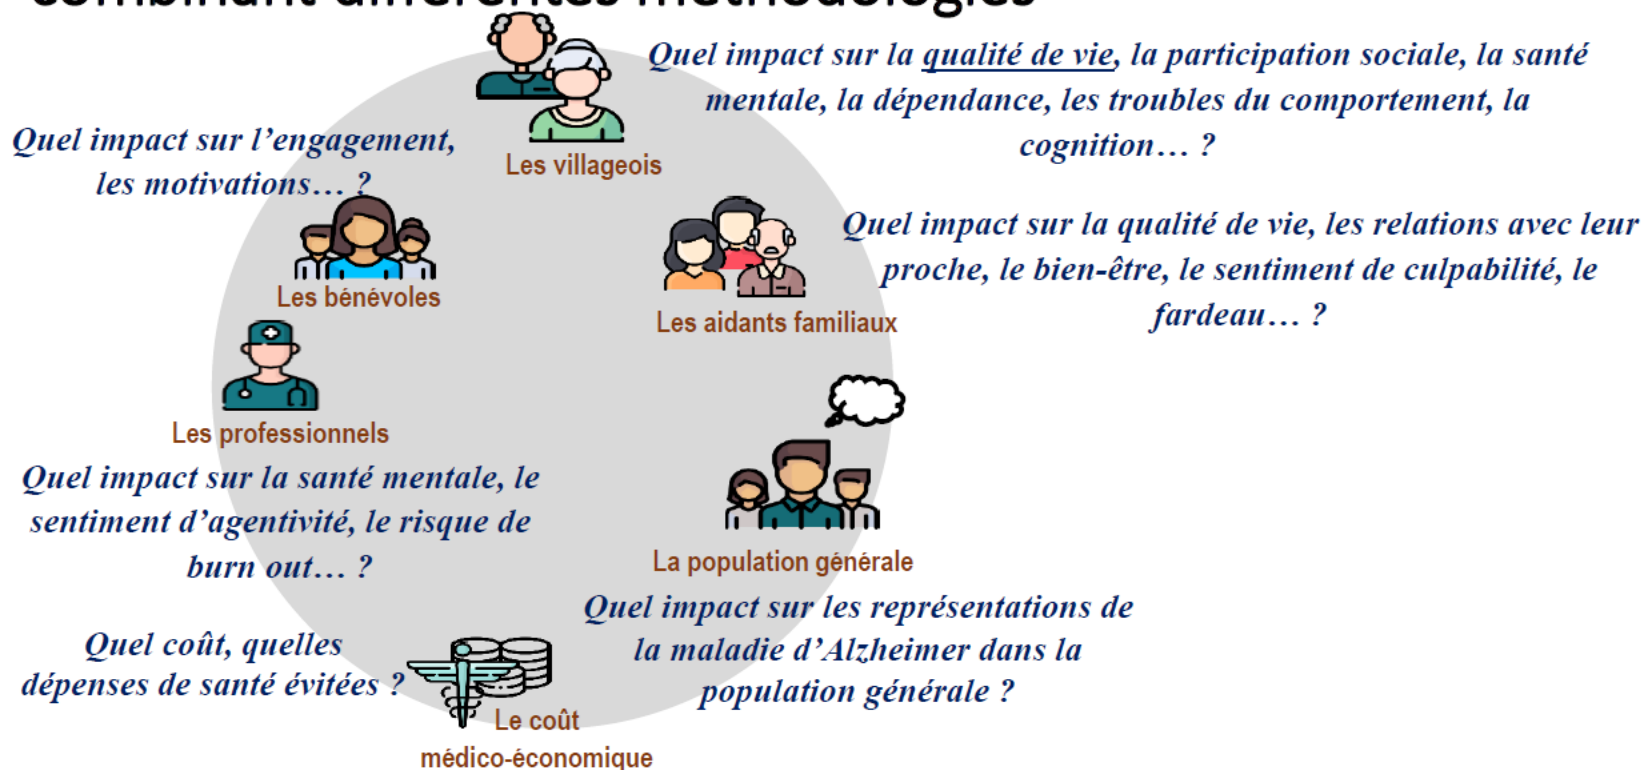 combinant différentes méthodologies
Quel impact sur la qualité de vie, la participation sociale, la santé
mentale, la dépendance, les troubles du comportement, la
cognition… ?
Les villageois
Quel impact sur l’engagement,
les motivations… ?
Les bénévoles
Quel impact sur la qualité de vie, les relations avec leur
proche, le bien-être, le sentiment de culpabilité, le
fardeau… ?
Les aidants familiaux
Les professionnels
Quel impact sur la santé mentale, le
sentiment d’agentivité, le risque de
burn out… ?
La population générale
Quel impact sur les représentations de
la maladie d’Alzheimer dans la
population générale ?
Quel coût, quelles
dépenses de santé évitées ?
Le coût
médico-économique